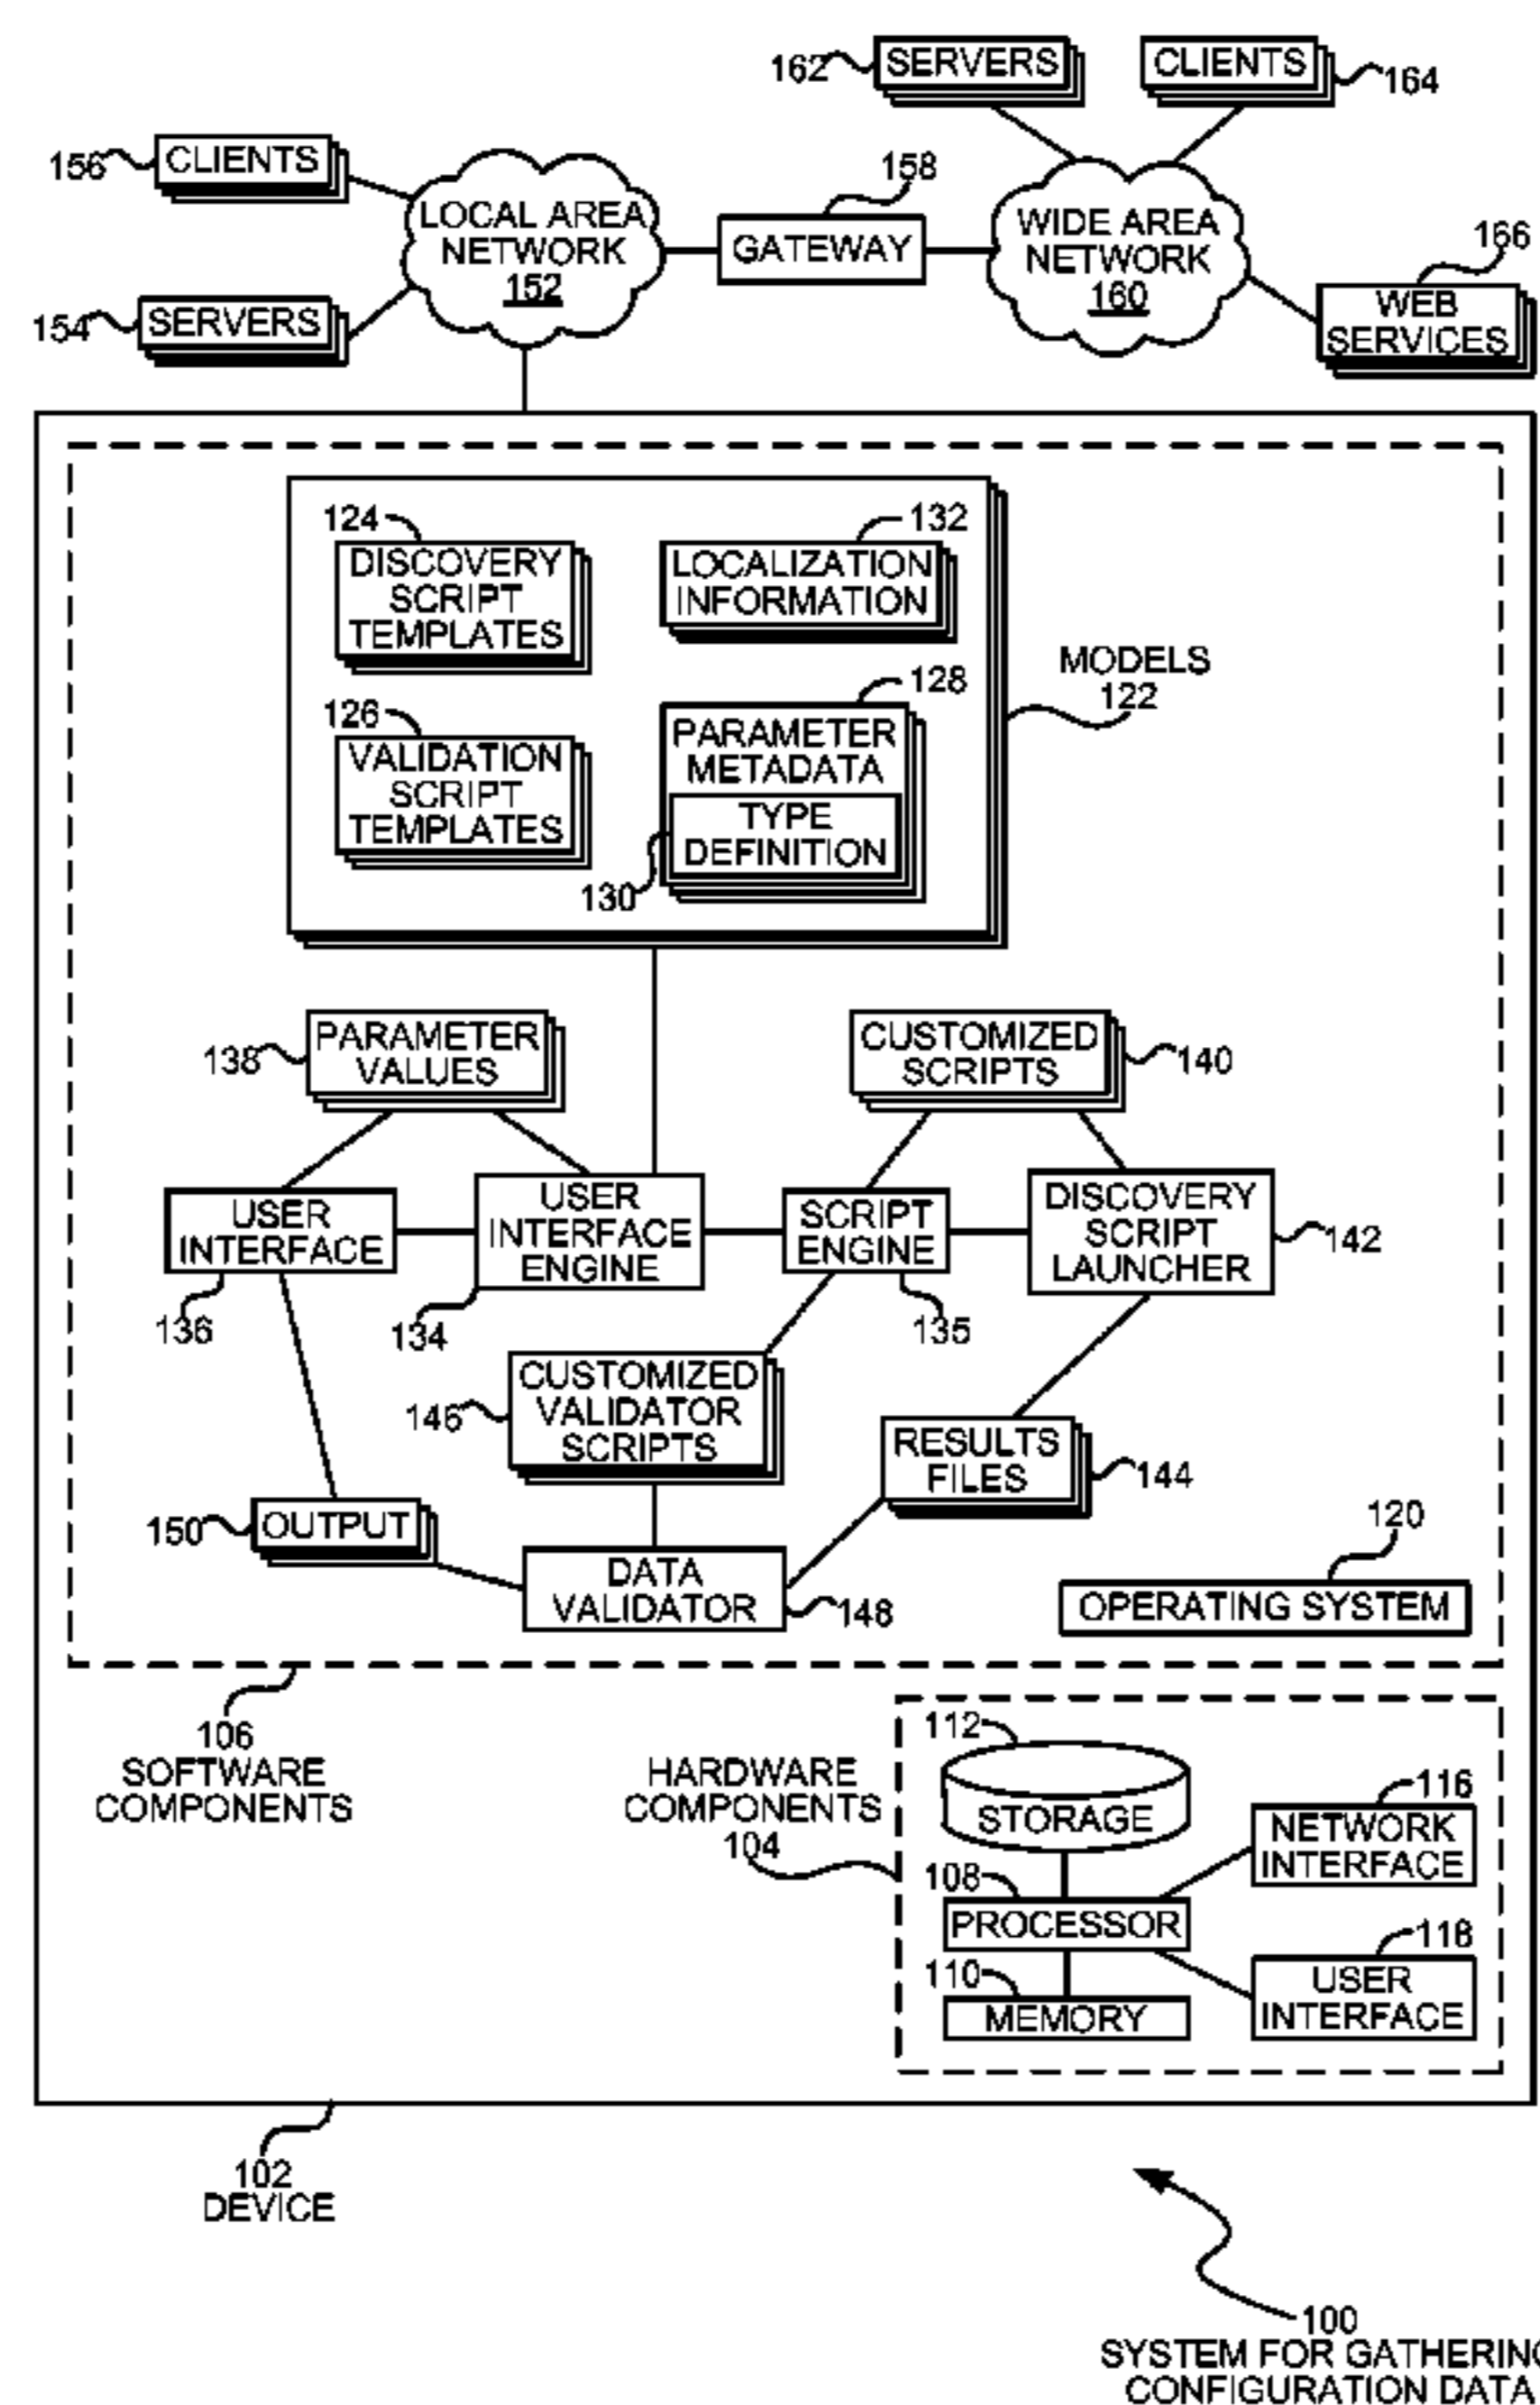 162
SERVERS
CLIENTS
164
156
CLIENTS
158
LOCAL AREA
NETWORK
152
GATEWAY
WIDE AREA
NETWORK
160
166
154
SERVERS
WEB
SERVICES
124
DISCOVERY
SCRIPT
TEMPLATES
132
LOCALIZATION
INFORMATION
MODELS
122
126
VALIDATION
SCRIPT
TEMPLATES
128
PARAMETER
METADATA
TYPE
DEFINITION
130
138
PARAMETER
VALUES
CUSTOMIZED
SCRIPTS
140
USER
INTERFACE
136
USER
INTERFACE
ENGINE
134
SCRIPT
ENGINE
135
DISCOVERY
SCRIPT
LAUNCHER
142
146
CUSTOMIZED
VALIDATOR
SCRIPTS
RESULTS
FILES
144
150
OUTPUT
DATA
VALIDATOR
148
120
OPERATING SYSTEM
106
SOFTWARE
COMPONENTS
HARDWARE
COMPONENTS
104
112
STORAGE
116
NETWORK
INTERFACE
108
PROCESSOR
118
USER
INTERFACE
110
MEMORY
102
DEVICE
100
SYSTEM FOR GATHERING
CONFIGURATION DATA